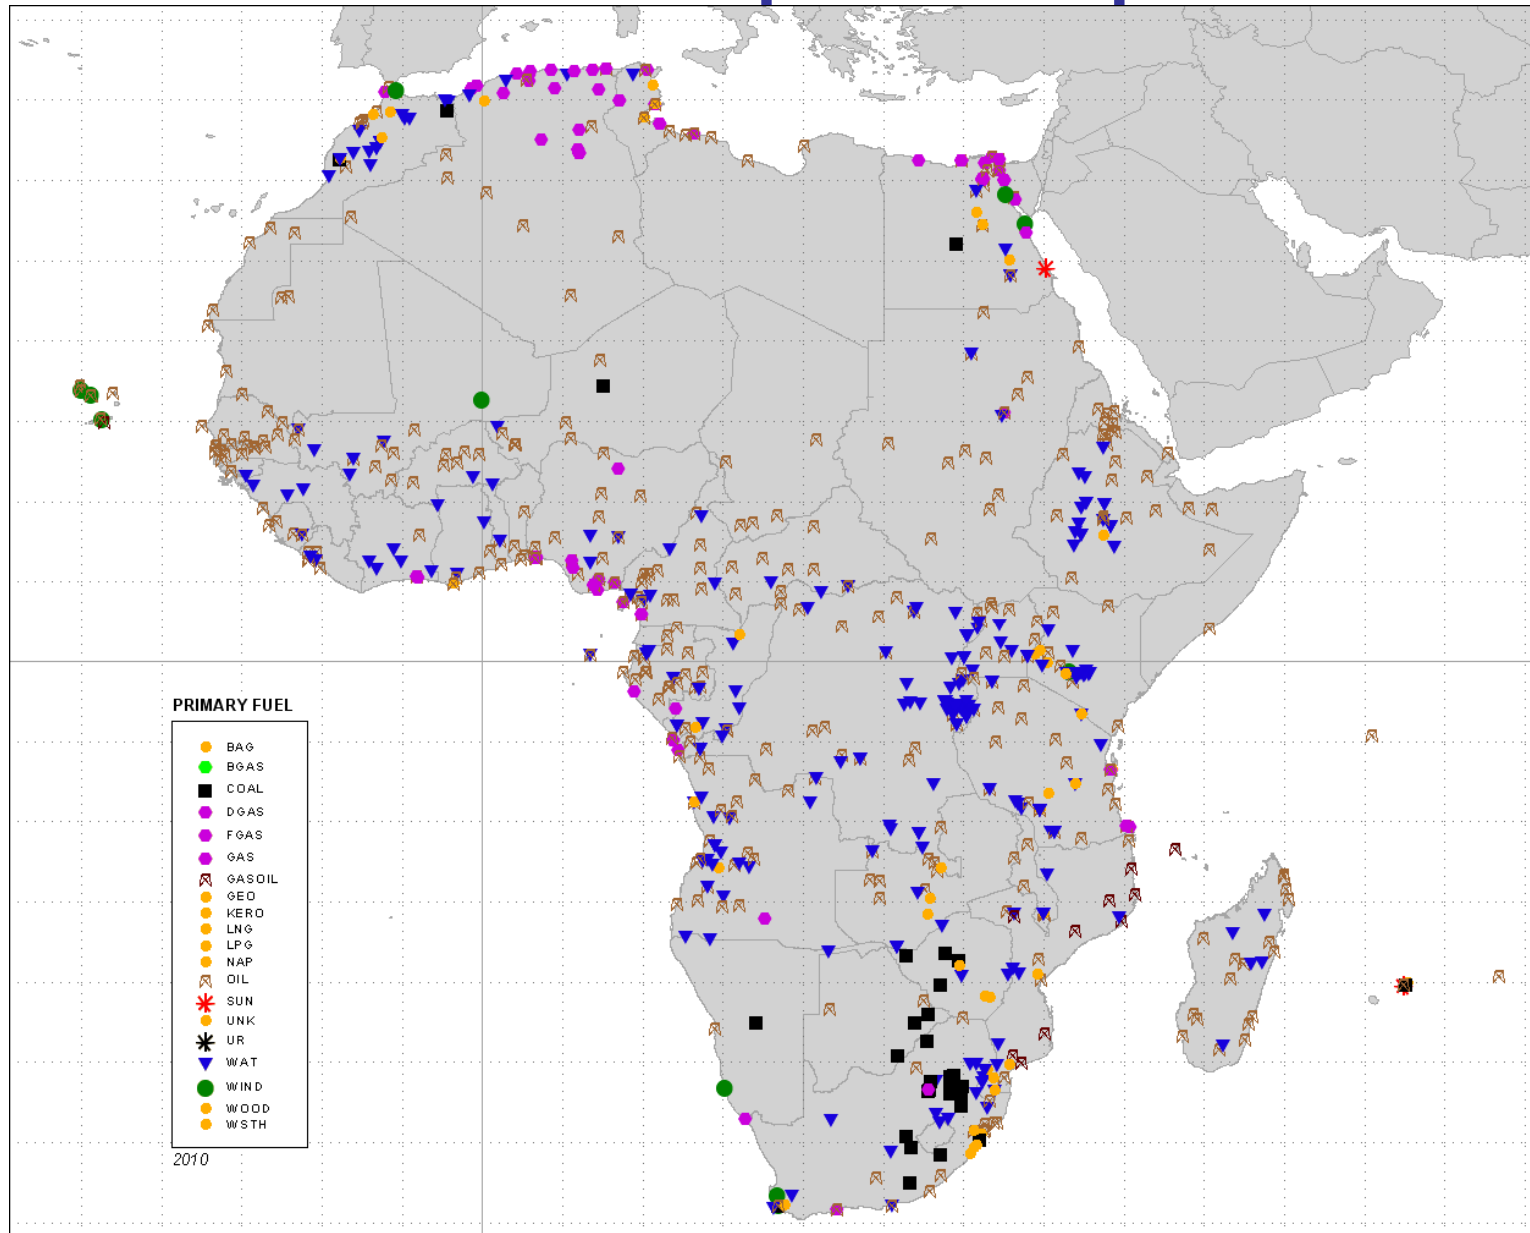 PRIMARY FUEL
BAG
BGAS
COAL
DGAS
FGAS
GAS
GASOIL
GEO
KERO
LNG
LPG
NAP
OIL
SUN
UNK
UR
WAT
WIND
WOOD
WSTH
2010